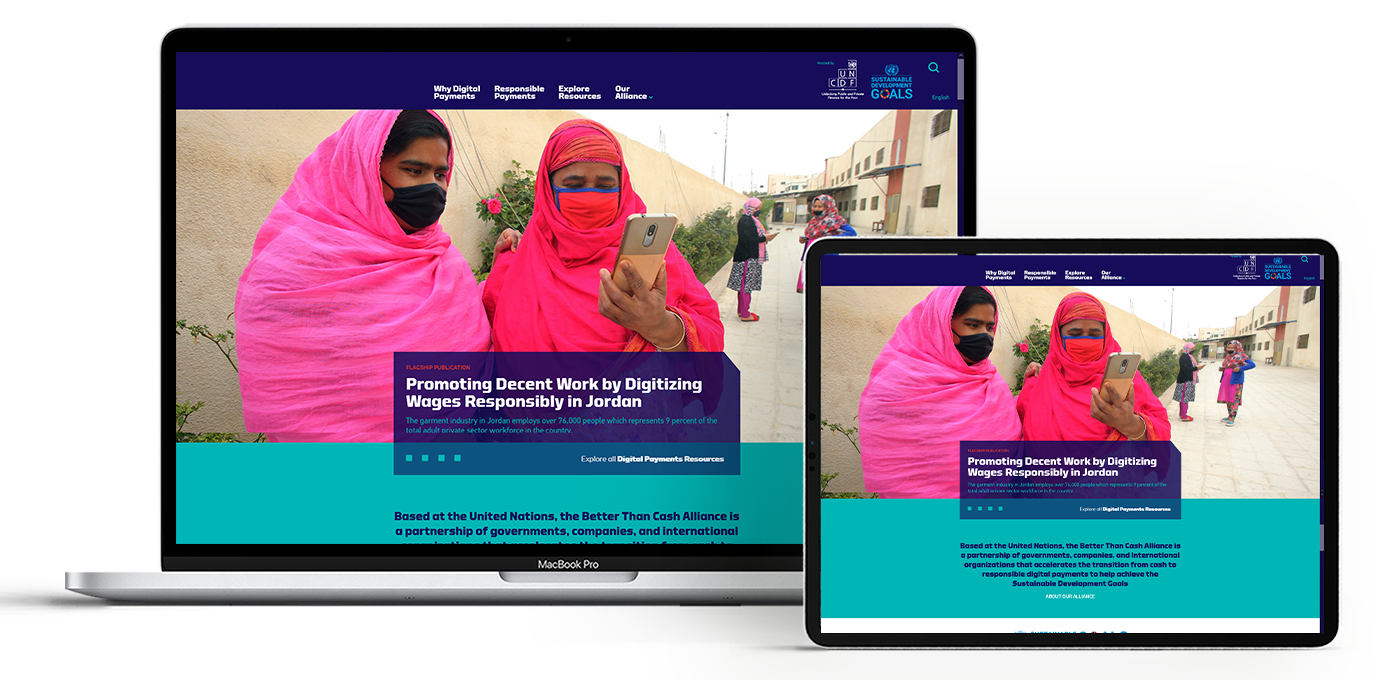 Hosted by
UN
CDF
Unlocking Public and Private
Finance for the Poor
SUSTAINABLE
DEVELOPMENT
GOALS
English
Why Digital
Payments
Responsible
Payments
Explore
Resources
Our
Alliance
FLAGSHIP PUBLICATION
Promoting Decent Work by Digitizing
Wages Responsibly in Jordan
The garment industry in Jordan employs over 76,000 people which represents 9 percent of the
total adult private sector workforce in the country.
Explore all Digital Payments Resources
Based at the United Nations, the Better Than Cash Alliance is
a partnership of governments, companies, and international
MacBook Pro
Why Digital
Payments
Responsible
Payments
Explore
Resources
Our
Alliance
UN
CDF
SUSTAINABLE
DEVELOPMENT
GOALS
English
FLAGSHIP PUBLICATION
Promoting Decent Work by Digitizing
Wages Responsibly in Jordan
The garment industry in Jordan employs over 76,000 people which represents 9 percent of the
total adult private sector workforce in the country.
Explore all Digital Payments Resources
Based at the United Nations, the Better Than Cash Alliance is
a partnership of governments, companies, and international
organizations that accelerates the transition from cash to
responsible digital payments to help achieve the
Sustainable Development Goals
ABOUT OUR ALLIANCE